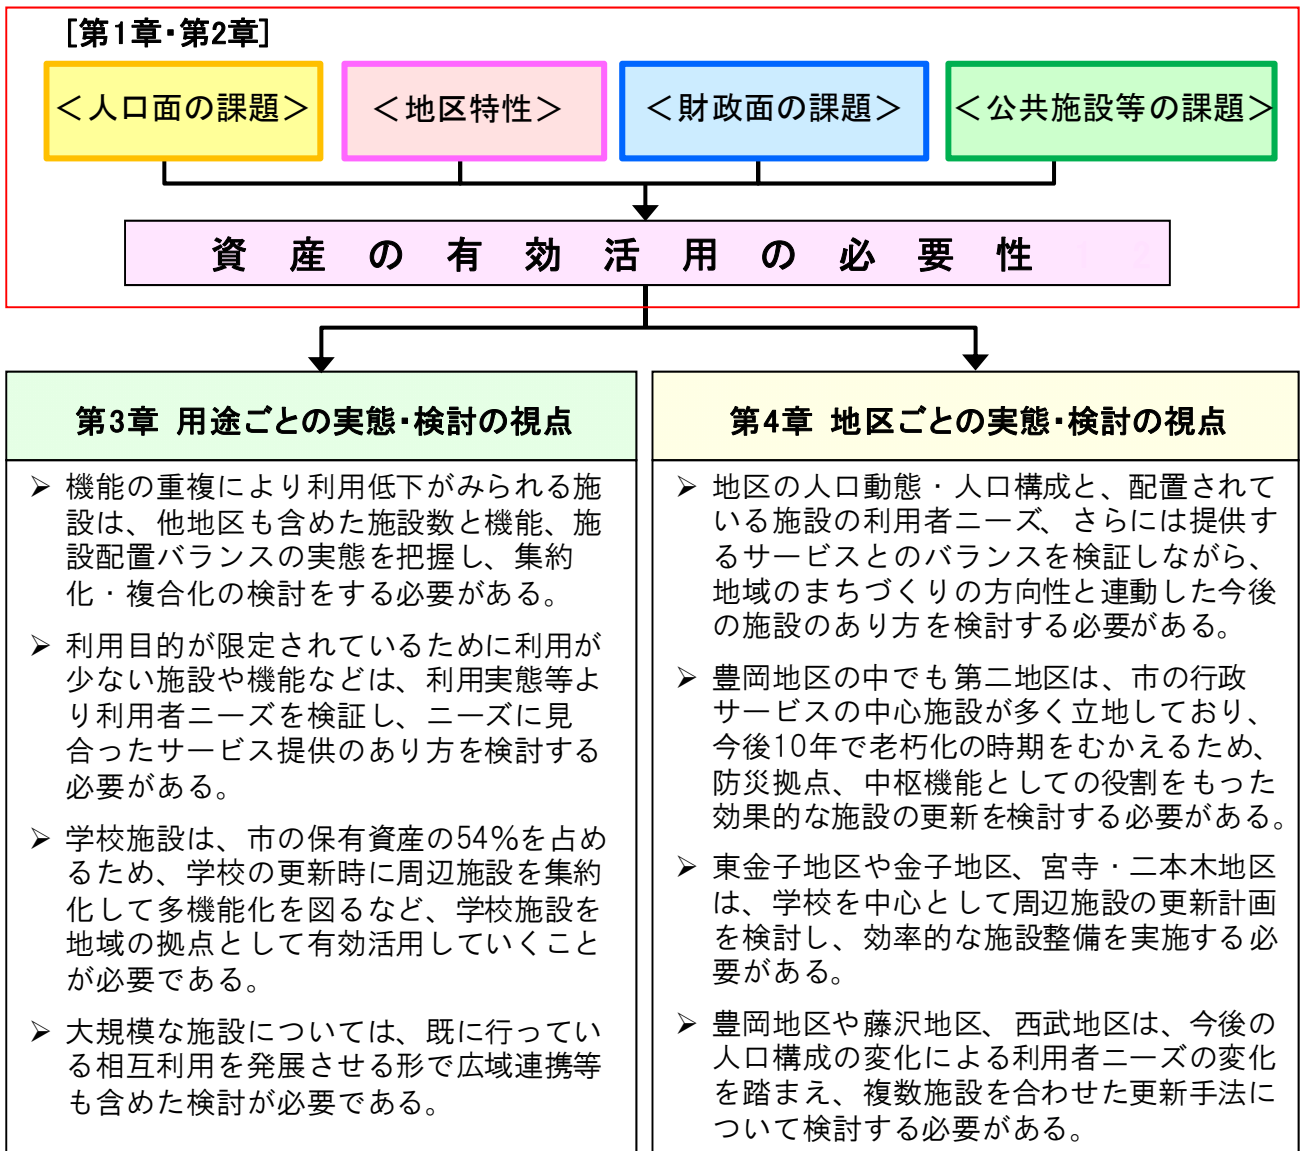 [第1章・第2章]
＜人口面の課題＞
＜地区特性＞
＜財政面の課題＞
＜公共施設等の課題＞
資産の有効活用の必要性 1 2
第3章 用途ごとの実態・検討の視点
➢ 機能の重複により利用低下がみられる施
設は、他地区も含めた施設数と機能、施
設配置バランスの実態を把握し、集約
化・複合化の検討をする必要がある。
➢ 利用目的が限定されているために利用が
少ない施設や機能などは、利用実態等よ
り利用者ニーズを検証し、ニーズに見
合ったサービス提供のあり方を検討する
必要がある。
➢ 学校施設は、市の保有資産の54%を占め
るため、学校の更新時に周辺施設を集約
化して多機能化を図るなど、学校施設を
地域の拠点として有効活用していくこと
が必要である。
➢ 大規模な施設については、既に行ってい
る相互利用を発展させる形で広域連携等
も含めた検討が必要である。
第4章 地区ごとの実態・検討の視点
➢ 地区の人口動態・人口構成と、配置されて
いる施設の利用者ニーズ、さらには提供す
るサービスとのバランスを検証しながら、
地域のまちづくりの方向性と連動した今後
の施設のあり方を検討する必要がある。
➢ 豊岡地区の中でも第二地区は、市の行政
サービスの中心施設が多く立地しており、
今後10年で老朽化の時期をむかえるため、
防災拠点、中枢機能としての役割をもった
効果的な施設の更新を検討する必要がある。
➢ 東金子地区や金子地区、宮寺・二本木地区
は、学校を中心として周辺施設の更新計画
を検討し、効率的な施設整備を実施する必
要がある。
➢ 豊岡地区や藤沢地区、西武地区は、今後の
人口構成の変化による利用者ニーズの変化
を踏まえ、複数施設を合わせた更新手法に
ついて検討する必要がある。